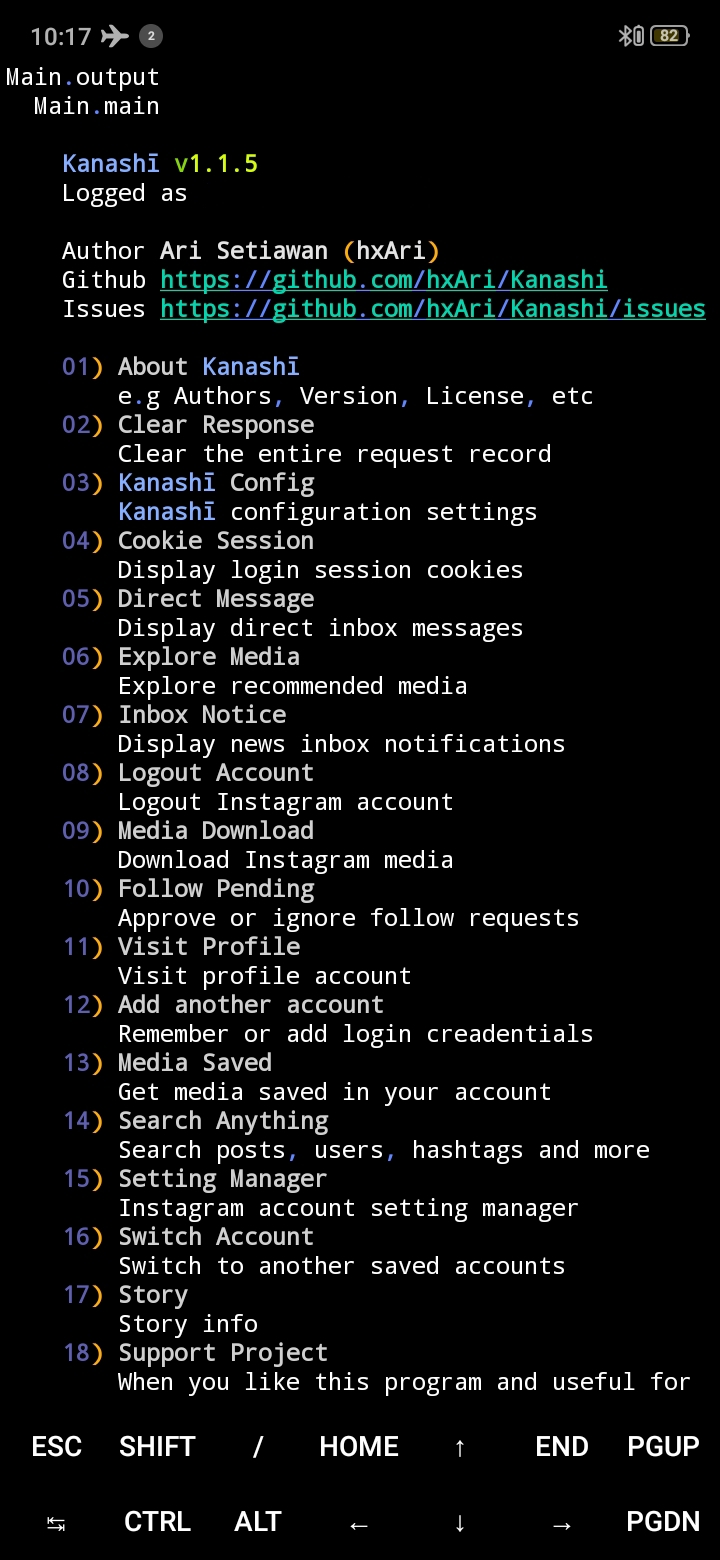 10:17 2 82
Main.output
Main.main
Kanashī v1.1.5
Logged as
Author Ari Setiawan (hxAri)
Github https://github.com/hxAri/Kanashi
Issues https://github.com/hxAri/Kanashi/issues
01) About Kanashī
e.g Authors, Version, License, etc
02) Clear Response
Clear the entire request record
03) Kanashī Config
Kanashī configuration settings
04) Cookie Session
Display login session cookies
05) Direct Message
Display direct inbox messages
06) Explore Media
Explore recommended media
07) Inbox Notice
Display news inbox notifications
08) Logout Account
Logout Instagram account
09) Media Download
Download Instagram media
10) Follow Pending
Approve or ignore follow requests
11) Visit Profile
Visit profile account
12) Add another account
Remember or add login creadentials
13) Media Saved
Get media saved in your account
14) Search Anything
Search posts, users, hashtags and more
15) Setting Manager
Instagram account setting manager
16) Switch Account
Switch to another saved accounts
17) Story
Story info
18) Support Project
When you like this program and useful for
ESC SHIFT / HOME ↑ END PGUP
↹ CTRL ALT ← ↓ → PGDN